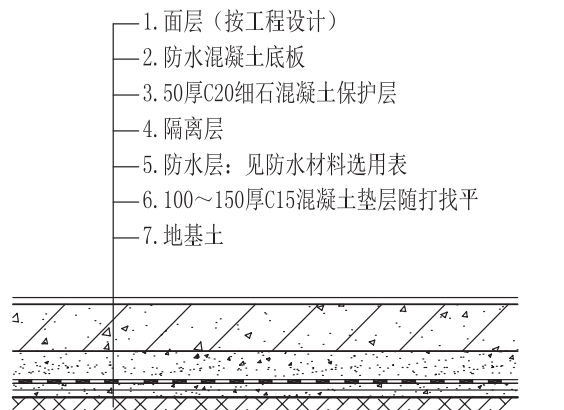 1.面层（按工程设计）
2.防水混凝土底板
3.50厚C20细石混凝土保护层
4.隔离层
5.防水层：见防水材料选用表
6.100～150厚C15混凝土垫层随打找平
7.地基土